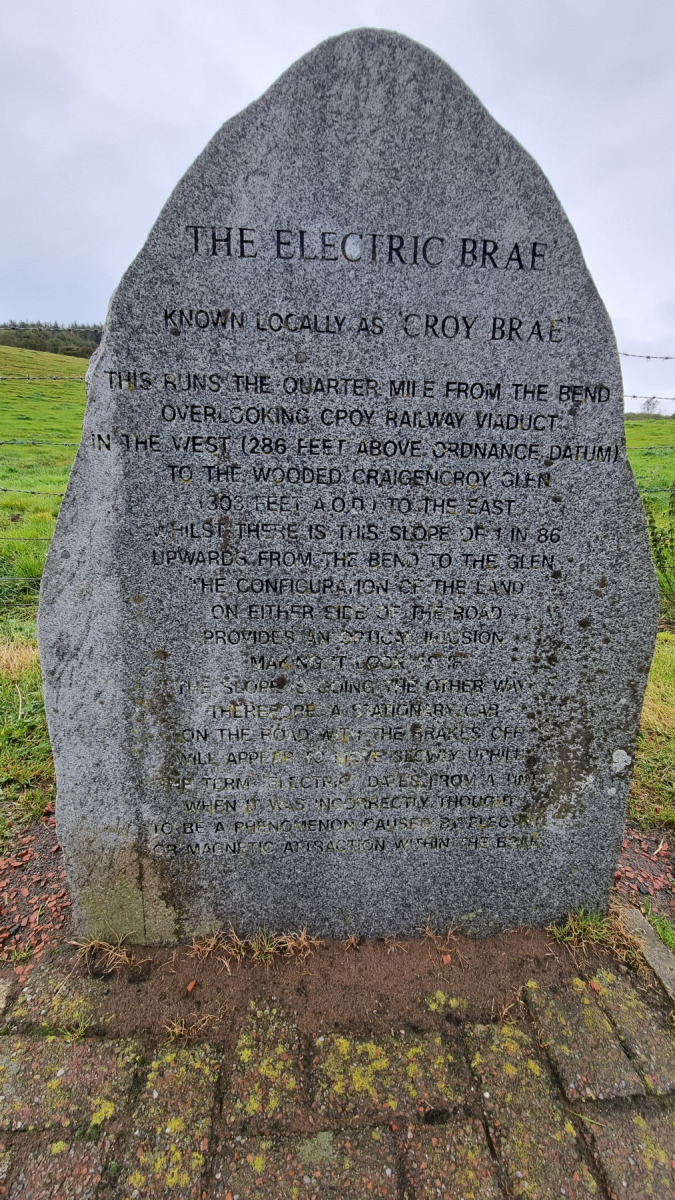 'THE ELECTRIC BRAE'
KNOWN LOCALLY AS 'CROY BRAE'
THIS RUNS THE QUARTER MILE FROM THE BEND
OVERLOOKING CROY RAILWAY VIADUCT
IN THE WEST (286 FEET ABOVE ORDNANCE DATUM)
TO THE WOODED CRAIGENCROY GLEN
(303 FEET A.O.D.) TO THE EAST
WHILST THERE IS THIS SLOPE OF 1 IN 86
UPWARDS FROM THE BEND TO THE GLEN
THE CONFIGURATION OF THE LAND
ON EITHER SIDE OF THE ROAD
PROVIDES AN OPTICAL ILLUSION
MAKING IT LOOK AS IF
THE SLOPE IS GOING THE OTHER WAY
THEREFORE A STATIONARY CAR
ON THE ROAD WITH THE BRAKES OFF
WILL APPEAR TO MOVE SLOWLY UPHILL
THE TERM 'ELECTRIC' DATES FROM A TIME
WHEN IT WAS INCORRECTLY THOUGHT
TO BE A PHENOMENON CAUSED BY ELECTRIC
OR MAGNETIC ATTRACTION WITHIN THE BRAE